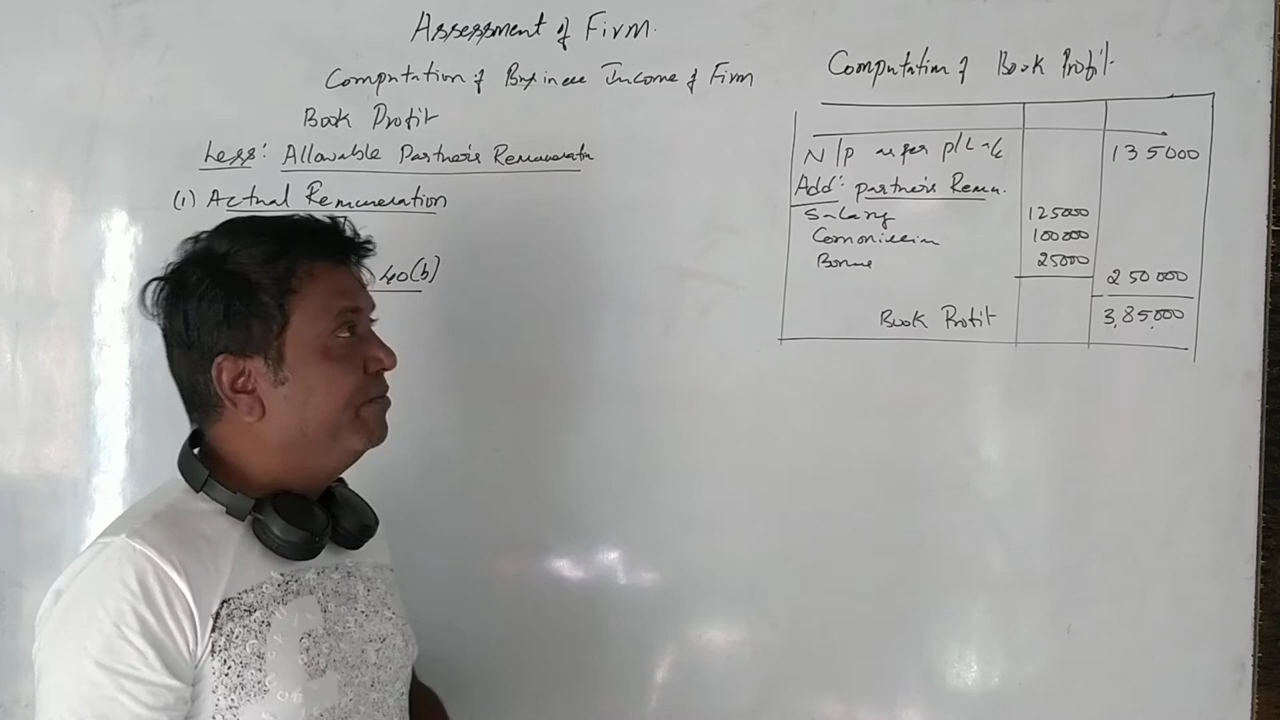 Assessment of Firm.
Computation of Business Income of Firm
Book Profit
Less: Allowable Partner's Remuneration
(1) Actual Remuneration
40(b)
Computation of Book Profit
N/P as per P/L A/c 135000
Add: partner's Remu.
Salary 125000
Commission 100000
Bonus 25000
250000
Book Profit 3,85,000